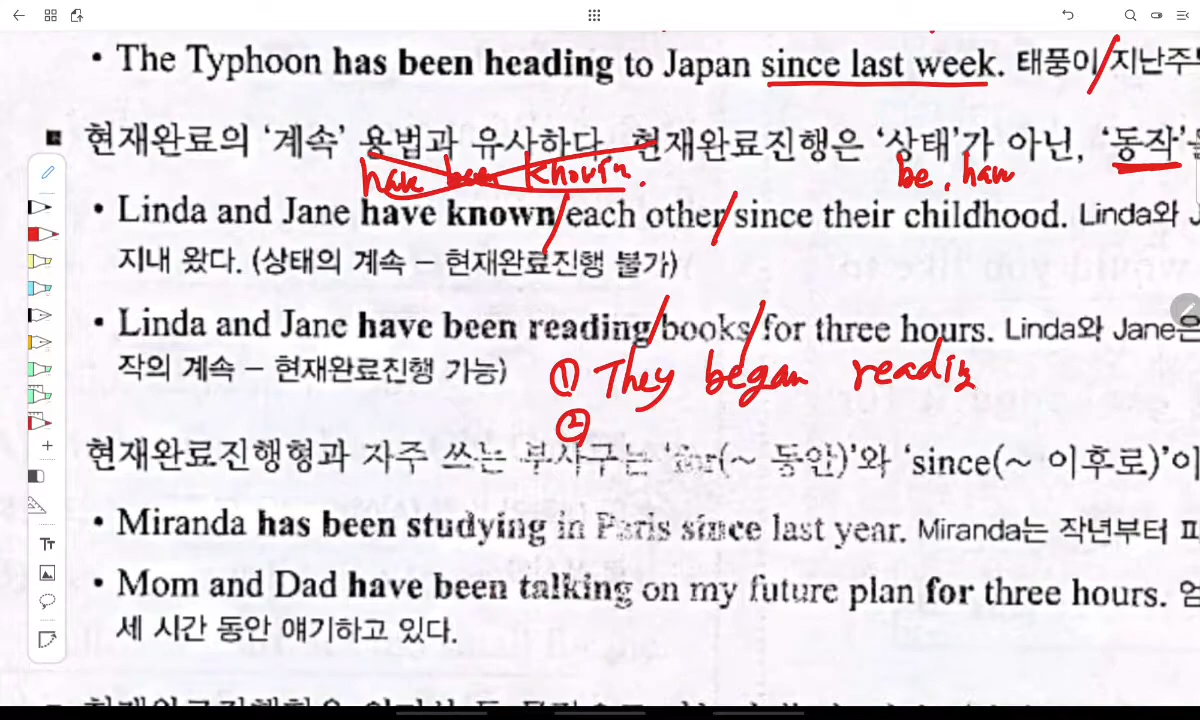 • The Typhoon has been heading to Japan since last week. 태풍이 지난주
■ 현재완료의 '계속' 용법과 유사하다. 현재완료진행은 '상태'가 아닌, '동작'
have been knowin.
be, have
• Linda and Jane have known each other since their childhood. Linda와
지내 왔다. (상태의 계속 – 현재완료진행 불가)
• Linda and Jane have been reading books for three hours. Linda와 Jane은
작의 계속 – 현재완료진행 가능)
① They began readin
②
현재완료진행형과 자주 쓰는 부사구는 'for(~ 동안)'와 'since(~ 이후로)'이
• Miranda has been studying in Paris since last year. Miranda는 작년부터 파
• Mom and Dad have been talking on my future plan for three hours. 엄
세 시간 동안 얘기하고 있다.
TT